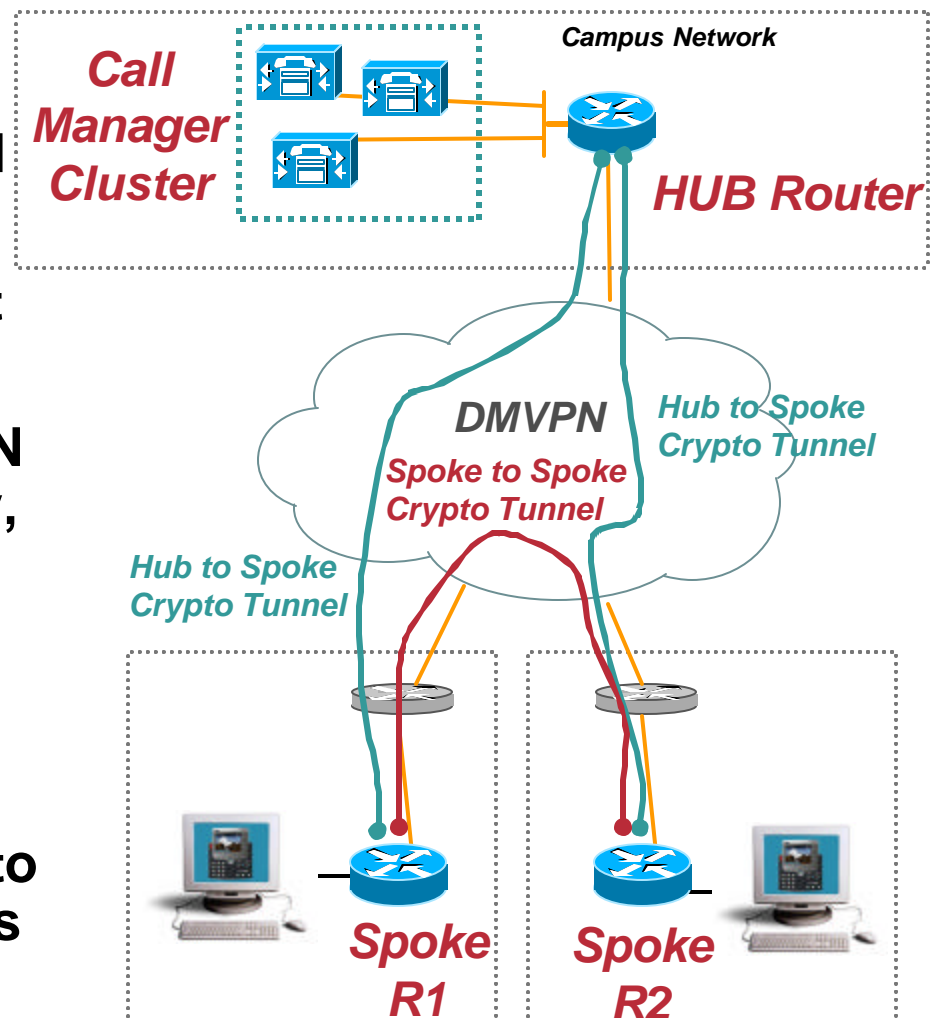 Campus Network
Call
Manager
Cluster
HUB Router
DMVPN
Hub to Spoke
Crypto Tunnel
Spoke to Spoke
Crypto Tunnel
Hub to Spoke
Crypto Tunnel
to
s
Spoke
R1
Spoke
R2